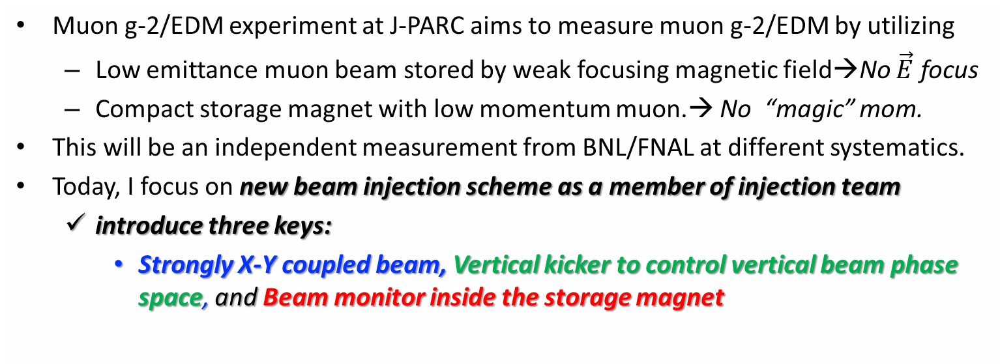 • Muon g-2/EDM experiment at J-PARC aims to measure muon g-2/EDM by utilizing
– Low emittance muon beam stored by weak focusing magnetic field→No E⃗ focus
– Compact storage magnet with low momentum muon.→ No “magic” mom.
• This will be an independent measurement from BNL/FNAL at different systematics.
• Today, I focus on new beam injection scheme as a member of injection team
✓ introduce three keys:
• Strongly X-Y coupled beam, Vertical kicker to control vertical beam phase
space, and Beam monitor inside the storage magnet